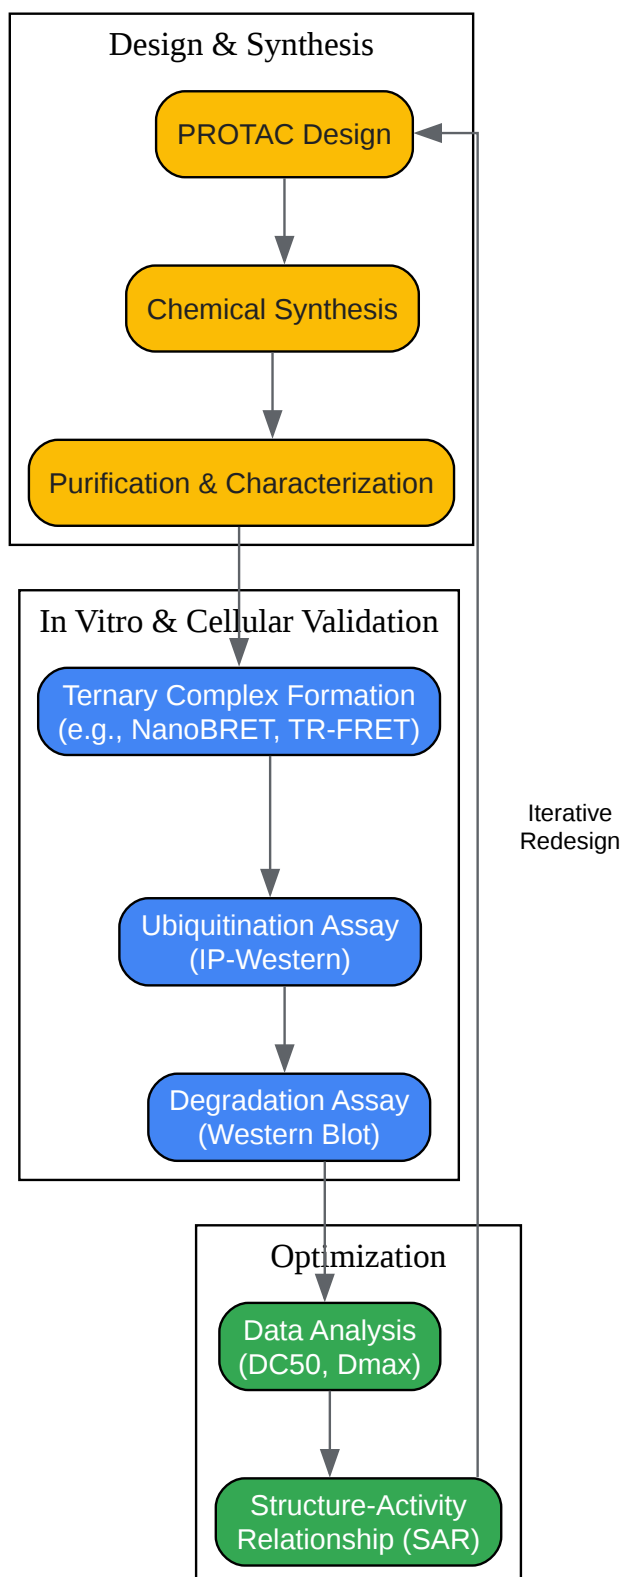 Design & Synthesis
PROTAC Design
Chemical Synthesis
Purification & Characterization
In Vitro & Cellular Validation
Ternary Complex Formation
(e.g., NanoBRET, TR-FRET)
Iterative
Redesign
Ubiquitination Assay
(IP-Western)
Degradation Assay
(Western Blot)
Optimization
Data Analysis
(DC50, Dmax)
Structure-Activity
Relationship (SAR)